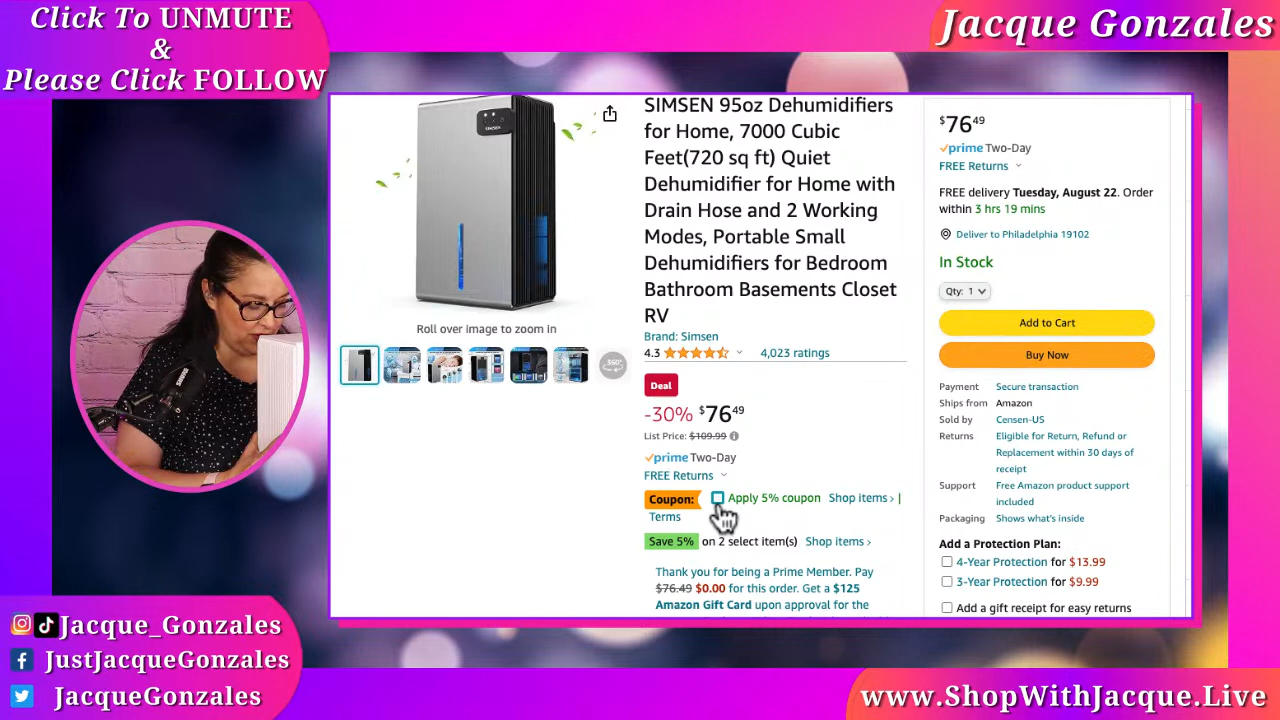 Click To UNMUTE
&
Please Click FOLLOW
Jacque Gonzales
SIMSEN 95oz Dehumidifiers
for Home, 7000 Cubic
Feet(720 sq ft) Quiet
Dehumidifier for Home with
Drain Hose and 2 Working
Modes, Portable Small
Dehumidifiers for Bedroom
Bathroom Basements Closet
RV
Brand: Simsen
4.3 4,023 ratings
Deal
-30% $76 49
List Price: $109.99
prime Two-Day
FREE Returns
Coupon: Apply 5% coupon Shop items › |
Terms
Save 5% on 2 select item(s) Shop items ›
Thank you for being a Prime Member. Pay
$76.49 $0.00 for this order. Get a $125
Amazon Gift Card upon approval for the
SIMSEN
Roll over image to zoom in
360°
$76 49
prime Two-Day
FREE Returns
FREE delivery Tuesday, August 22. Order
within 3 hrs 19 mins
Deliver to Philadelphia 19102
In Stock
Qty: 1
Add to Cart
Buy Now
Payment Secure transaction
Ships from Amazon
Sold by Censen-US
Returns Eligible for Return, Refund or
Replacement within 30 days of
receipt
Support Free Amazon product support
included
Packaging Shows what's inside
Add a Protection Plan:
4-Year Protection for $13.99
3-Year Protection for $9.99
Add a gift receipt for easy returns
Jacque_Gonzales
JustJacqueGonzales
JacqueGonzales
www.ShopWithJacque.Live